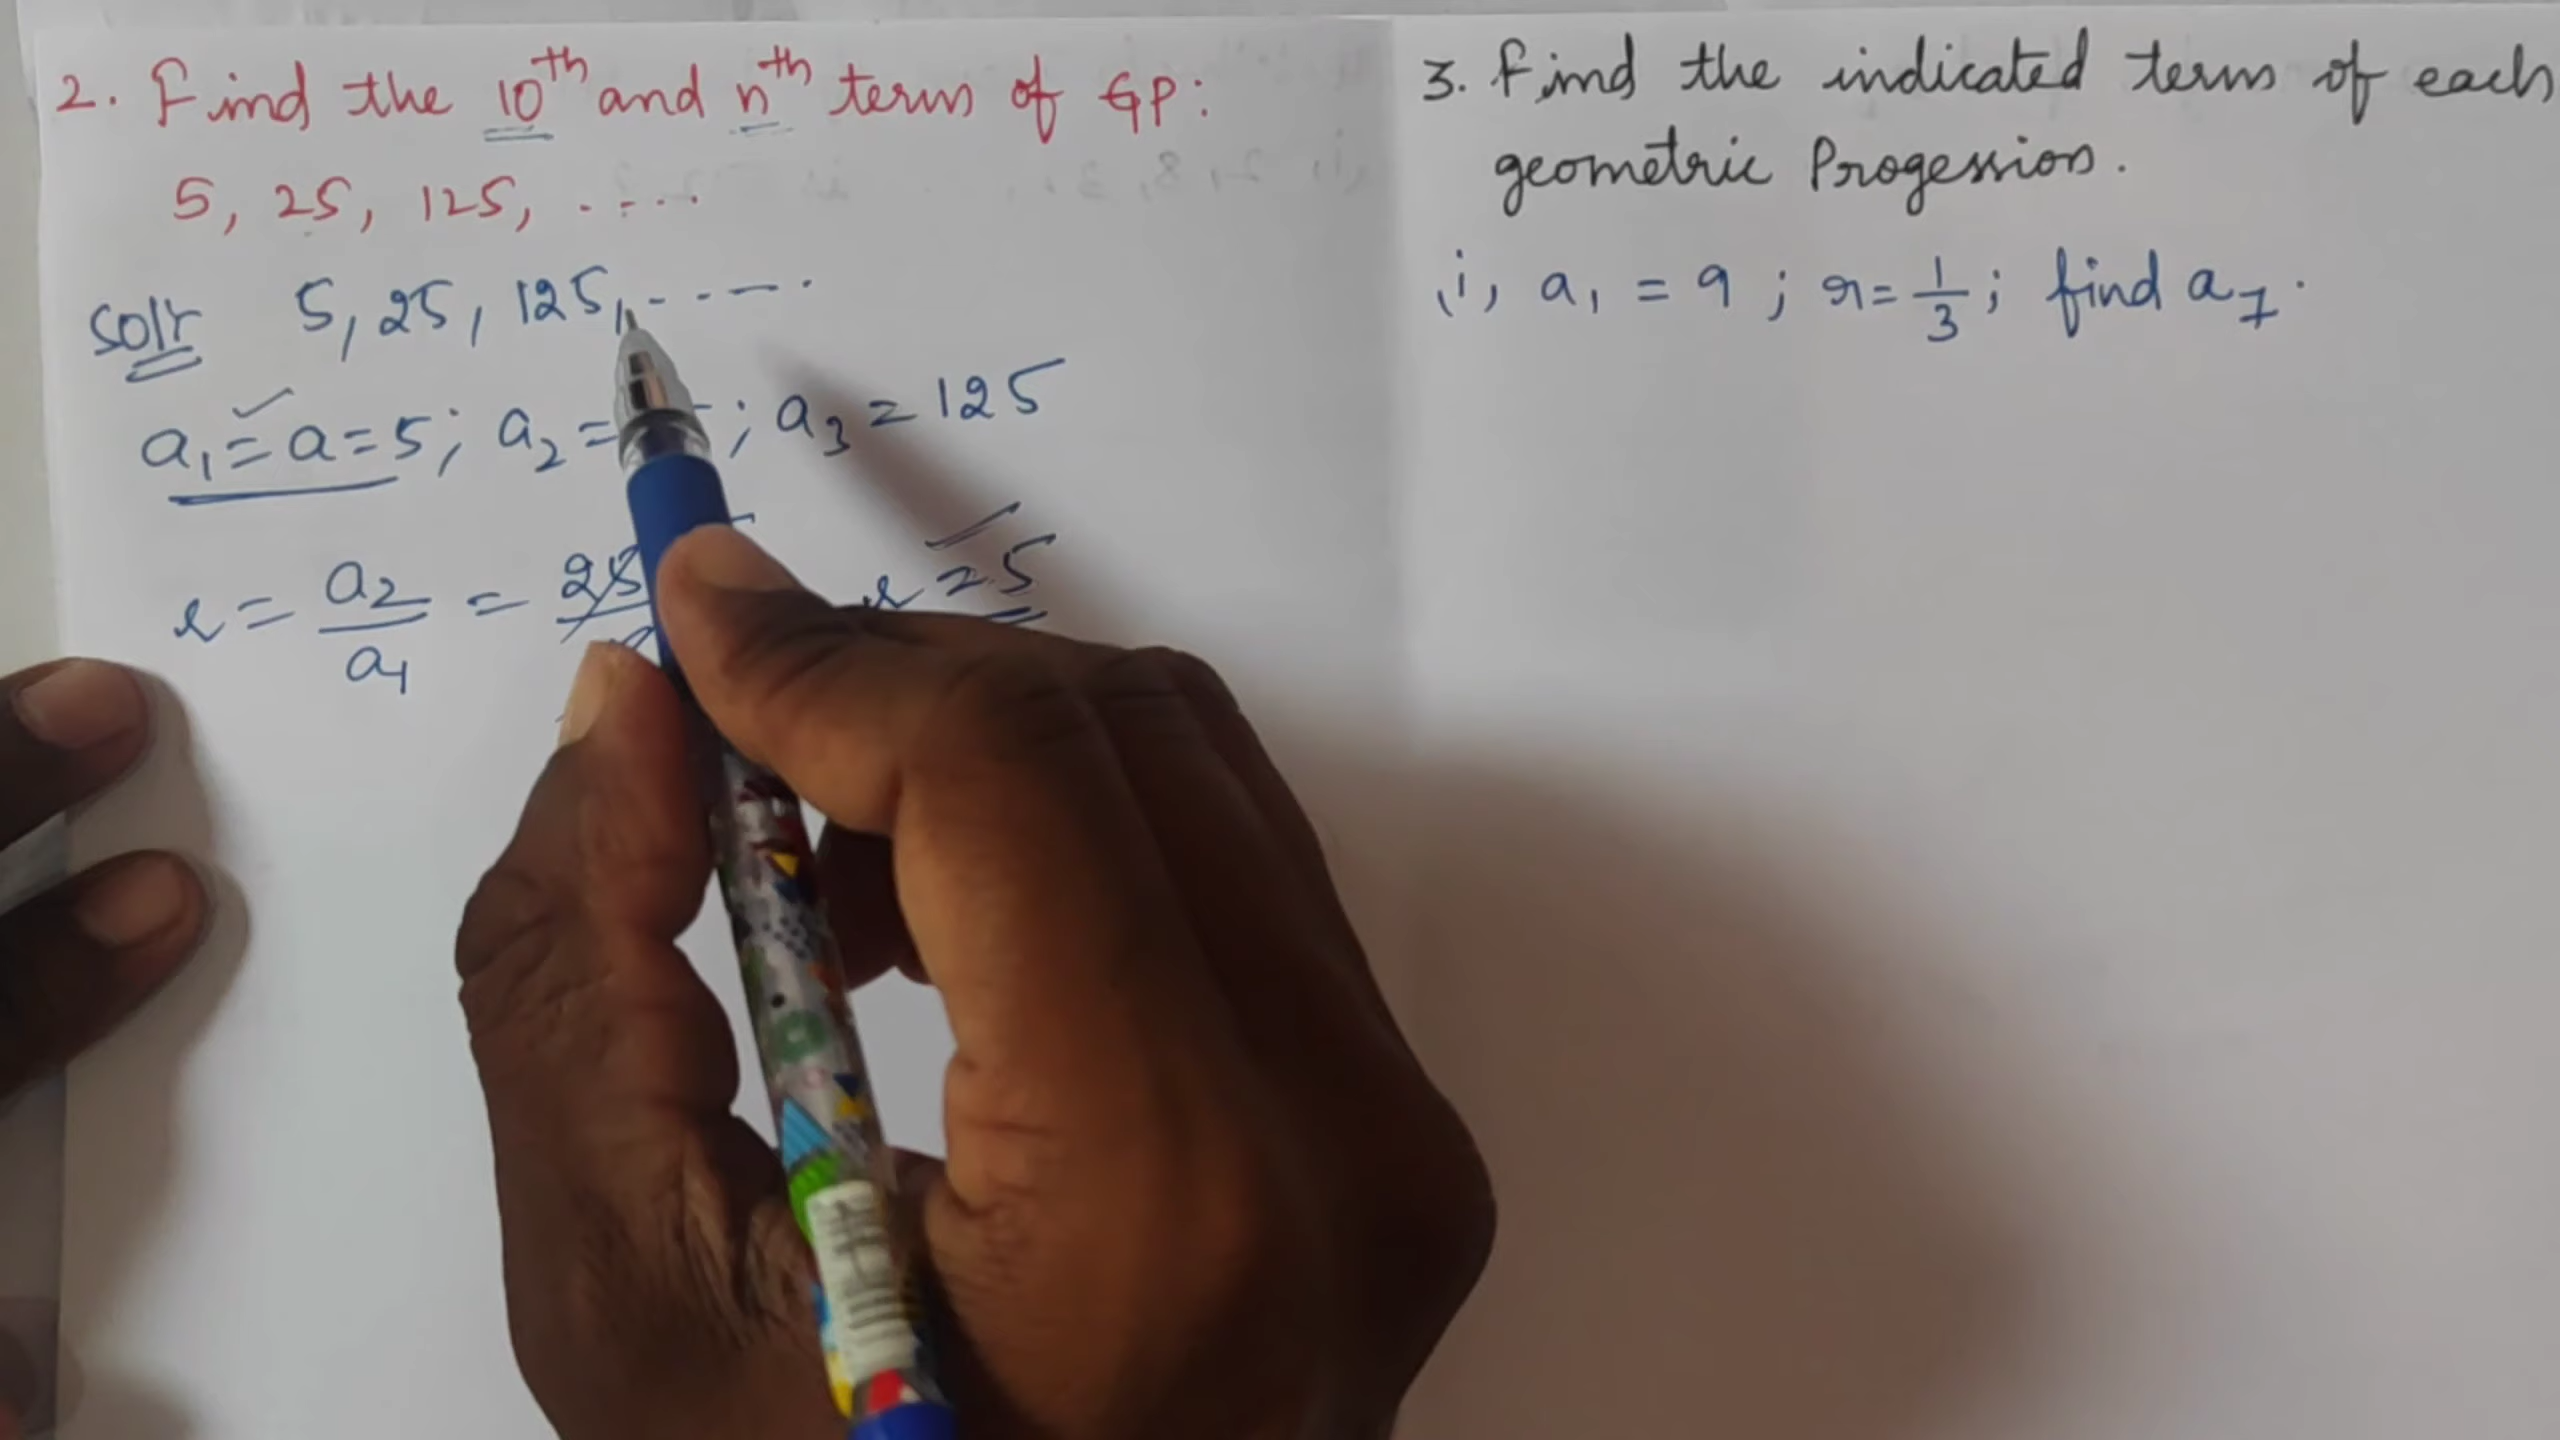 2. Find the 10th and nth term of GP:
5, 25, 125, ....
Soln 5, 25, 125, -----.
a₁ = a = 5; a₂ = ; a₃ = 125
r = a₂/a₁ = 25 r = 5
3. Find the indicated term of each
geometric Progession.
(i, a₁ = 9 ; r = 1/3 ; find a₇.